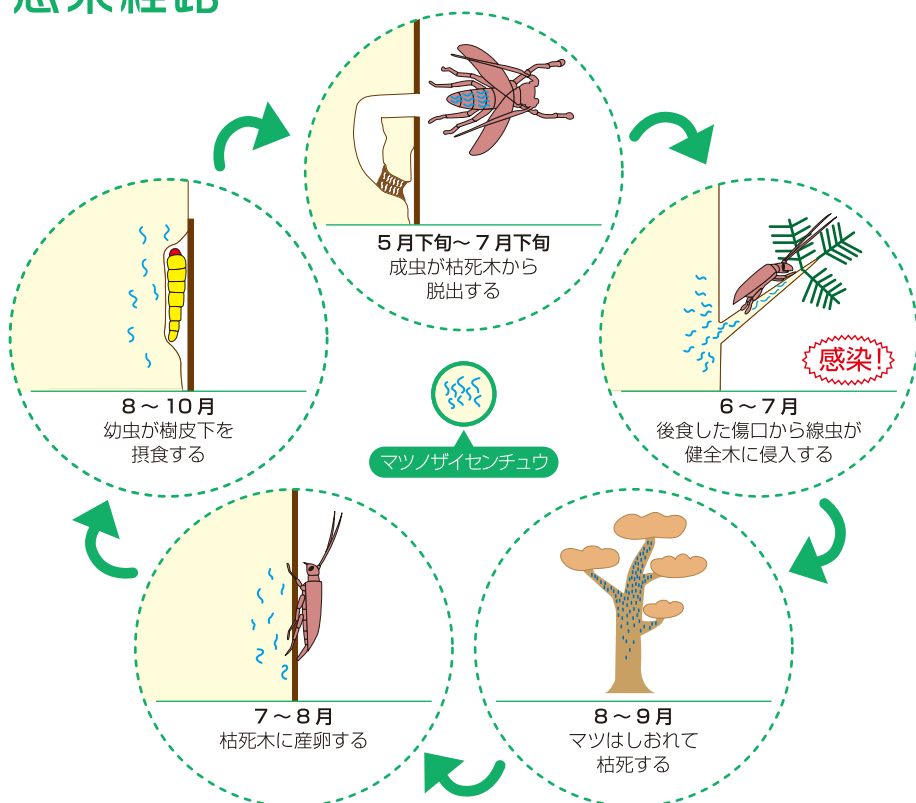 感染経路
5月下旬～7月下旬
成虫が枯死木から
脱出する
6～7月
後食した傷口から線虫が
健全木に侵入する
感染!
8～9月
マツはしおれて
枯死する
7～8月
枯死木に産卵する
8～10月
幼虫が樹皮下を
摂食する
マツノザイセンチュウ